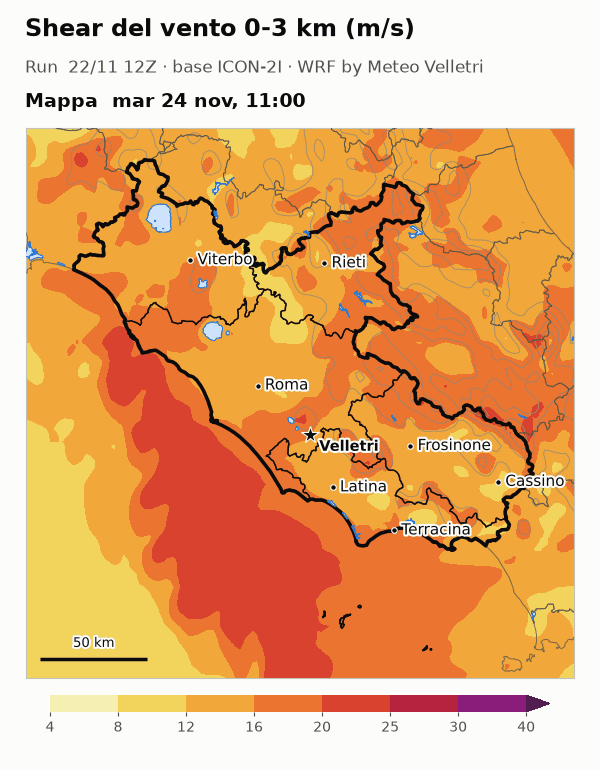 Shear del vento 0-3 km (m/s)
Run  22/11 12Z · base ICON-2I · WRF by Meteo Velletri
Mappa  mar 24 nov, 11:00
Viterbo
Rieti
Roma
Velletri
Frosinone
Cassino
Latina
Terracina
50 km
4 8 12 16 20 25 30 40